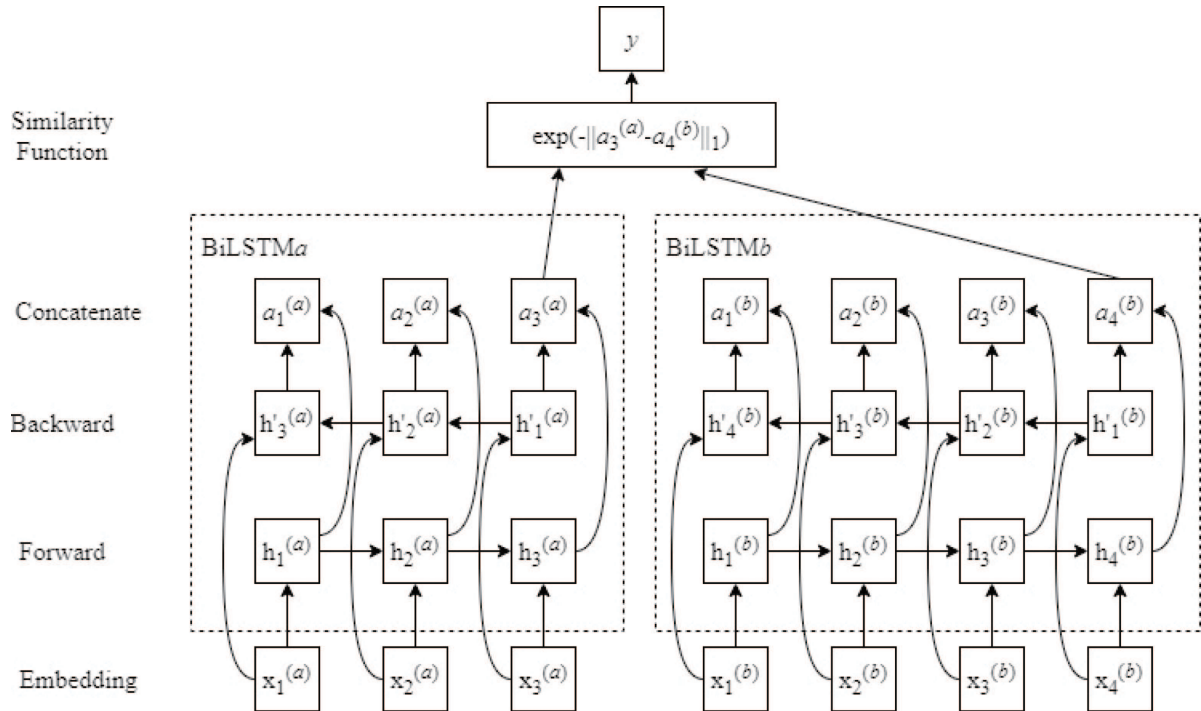 y
Similarity
Function
exp(-||a₃⁽ᵃ⁾-a₄⁽ᵇ⁾||₁)
BiLSTMa
BiLSTMb
Concatenate
a₁⁽ᵃ⁾ a₂⁽ᵃ⁾ a₃⁽ᵃ⁾ a₁⁽ᵇ⁾ a₂⁽ᵇ⁾ a₃⁽ᵇ⁾ a₄⁽ᵇ⁾
Backward
h'₃⁽ᵃ⁾ h'₂⁽ᵃ⁾ h'₁⁽ᵃ⁾ h'₄⁽ᵇ⁾ h'₃⁽ᵇ⁾ h'₂⁽ᵇ⁾ h'₁⁽ᵇ⁾
Forward
h₁⁽ᵃ⁾ h₂⁽ᵃ⁾ h₃⁽ᵃ⁾ h₁⁽ᵇ⁾ h₂⁽ᵇ⁾ h₃⁽ᵇ⁾ h₄⁽ᵇ⁾
Embedding
x₁⁽ᵃ⁾ x₂⁽ᵃ⁾ x₃⁽ᵃ⁾ x₁⁽ᵇ⁾ x₂⁽ᵇ⁾ x₃⁽ᵇ⁾ x₄⁽ᵇ⁾